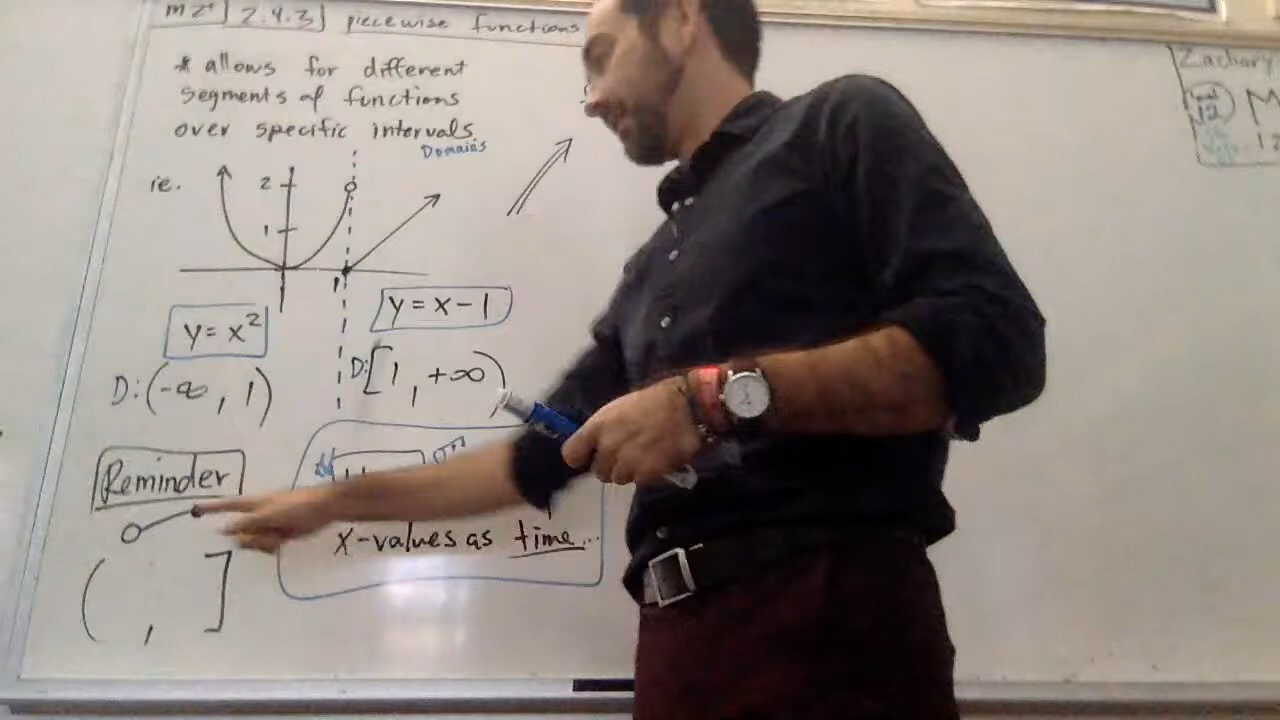 2.4.3] piecewise functions
* allows for different
segments of functions
over specific intervals
Domains
ie.
2
1
1
y = x²
y = x - 1
D: (-∞, 1)
D: [1, +∞)
Reminder
x-values as time...
( , ]
Zachary
12
M